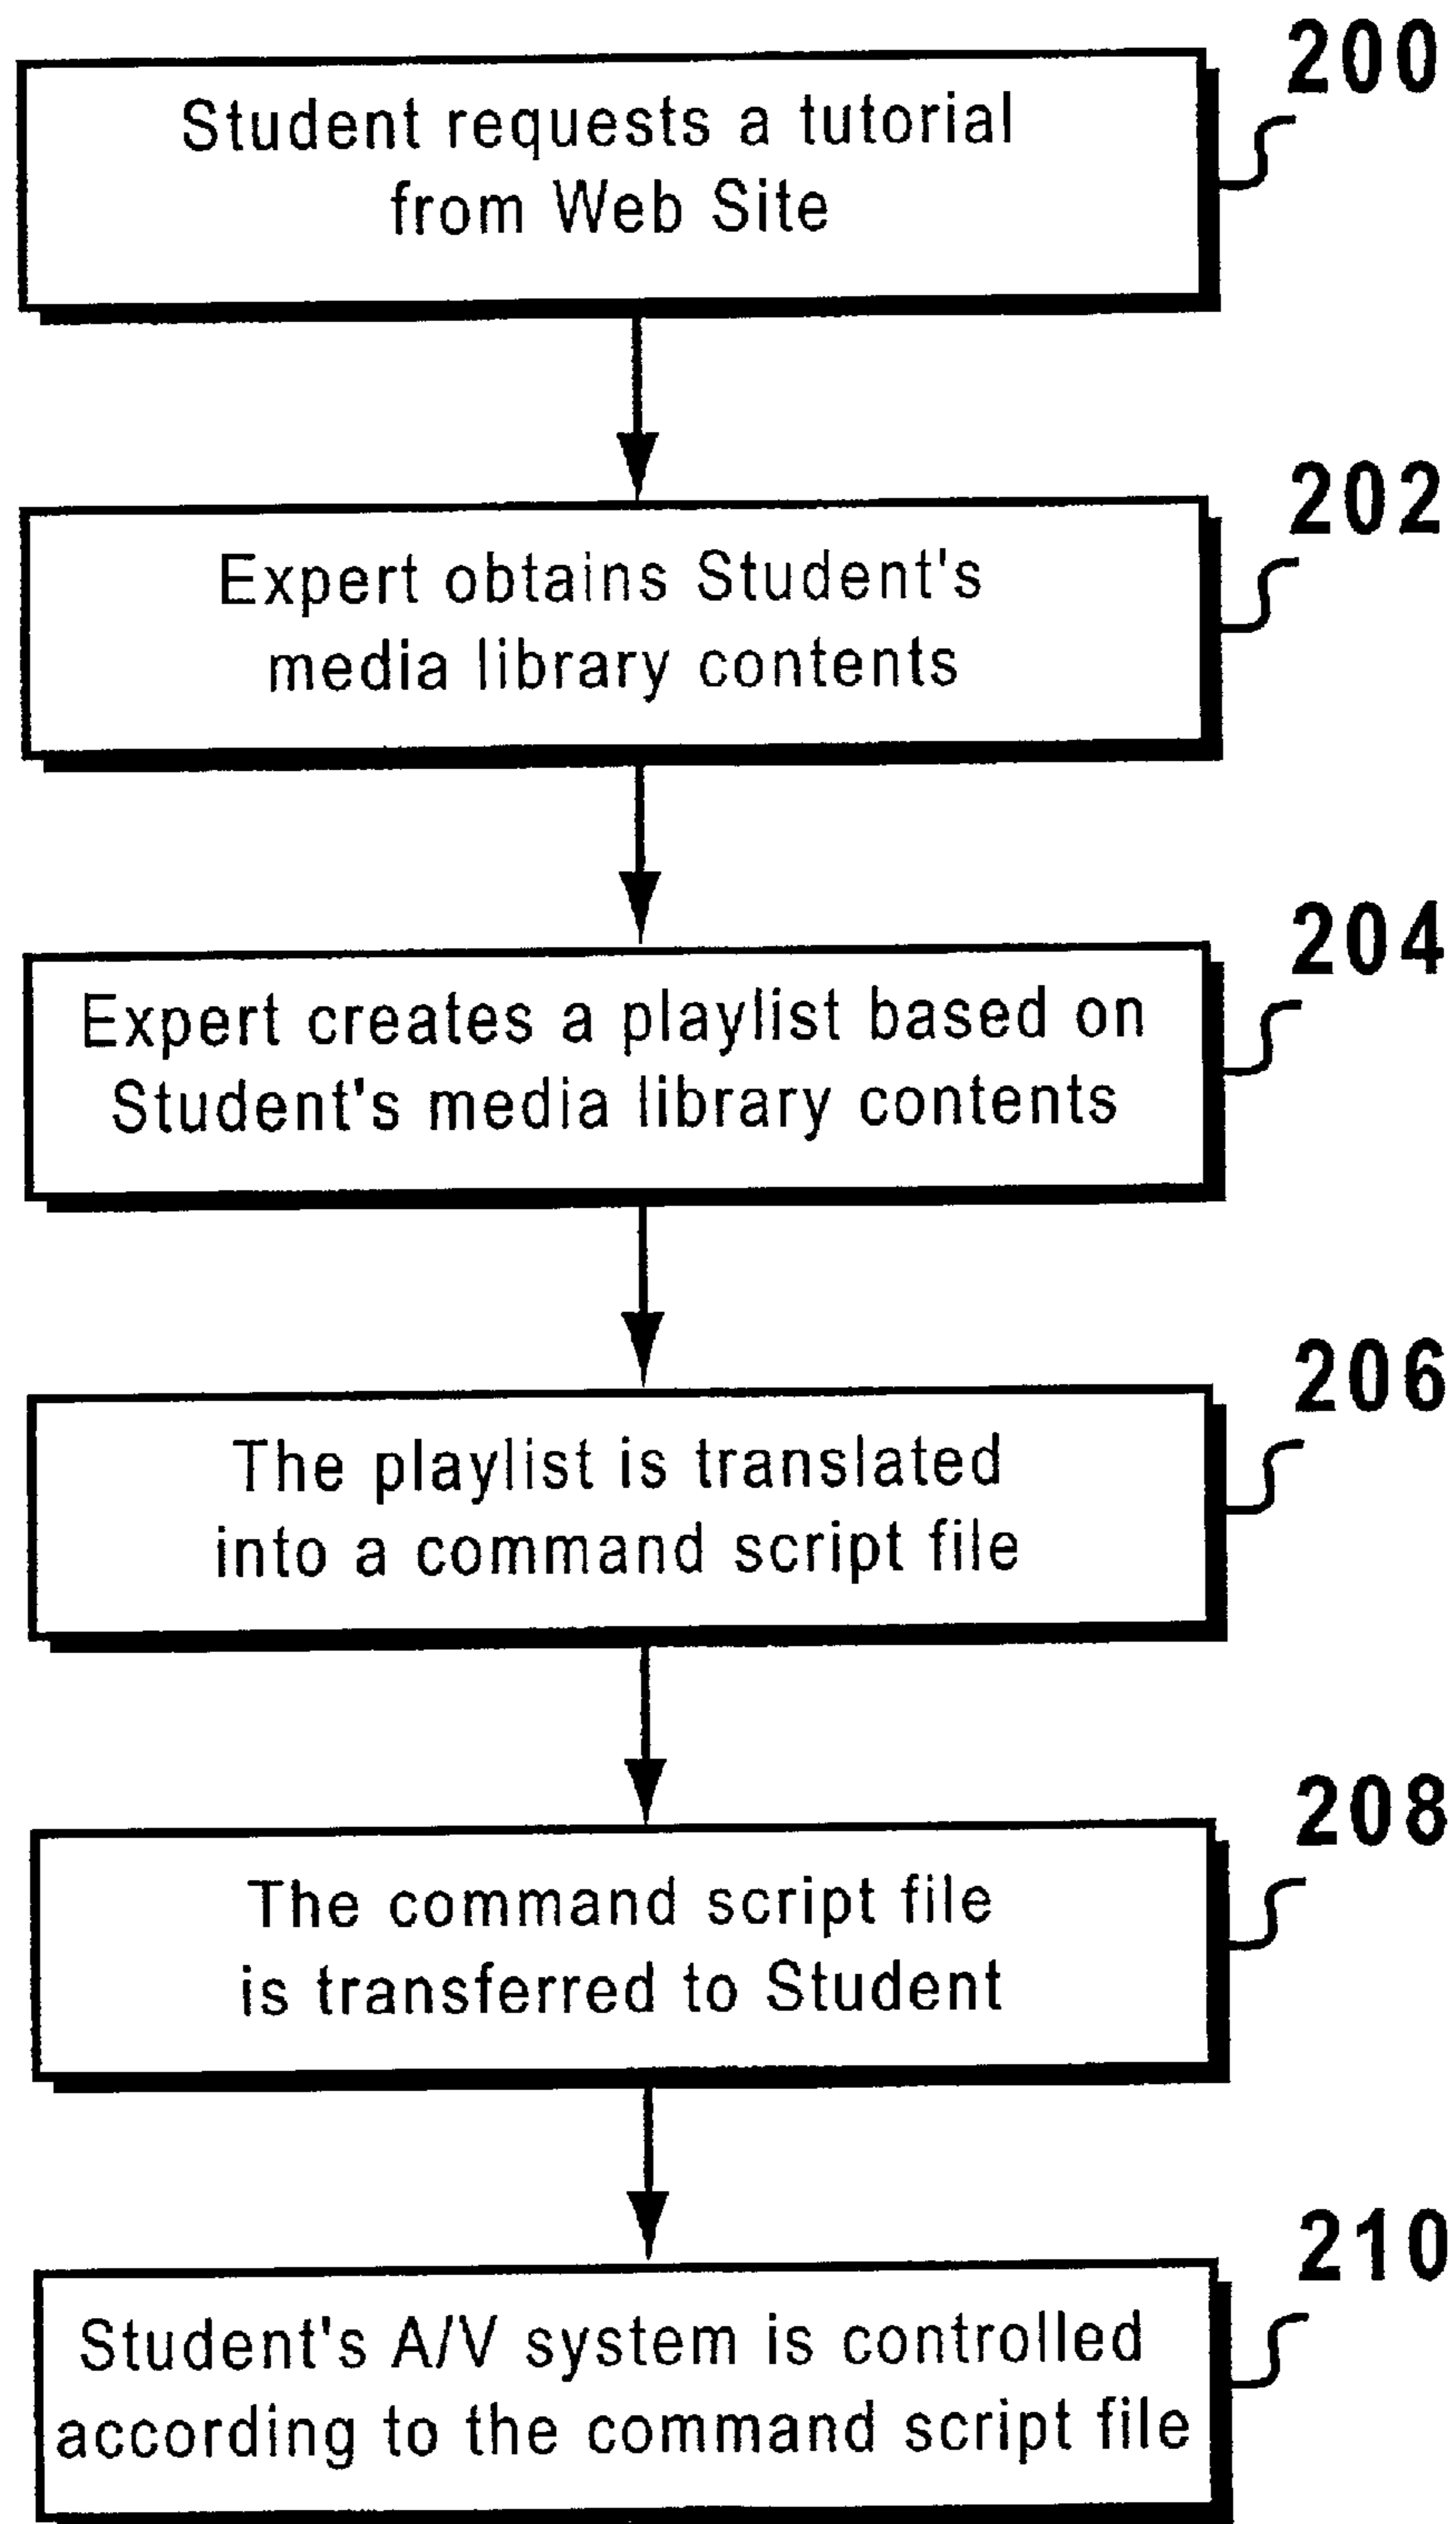 200
Student requests a tutorial
from Web Site
202
Expert obtains Student's
media library contents
204
Expert creates a playlist based on
Student's media library contents
206
The playlist is translated
into a command script file
208
The command script file
is transferred to Student
210
Student's A/V system is controlled
according to the command script file